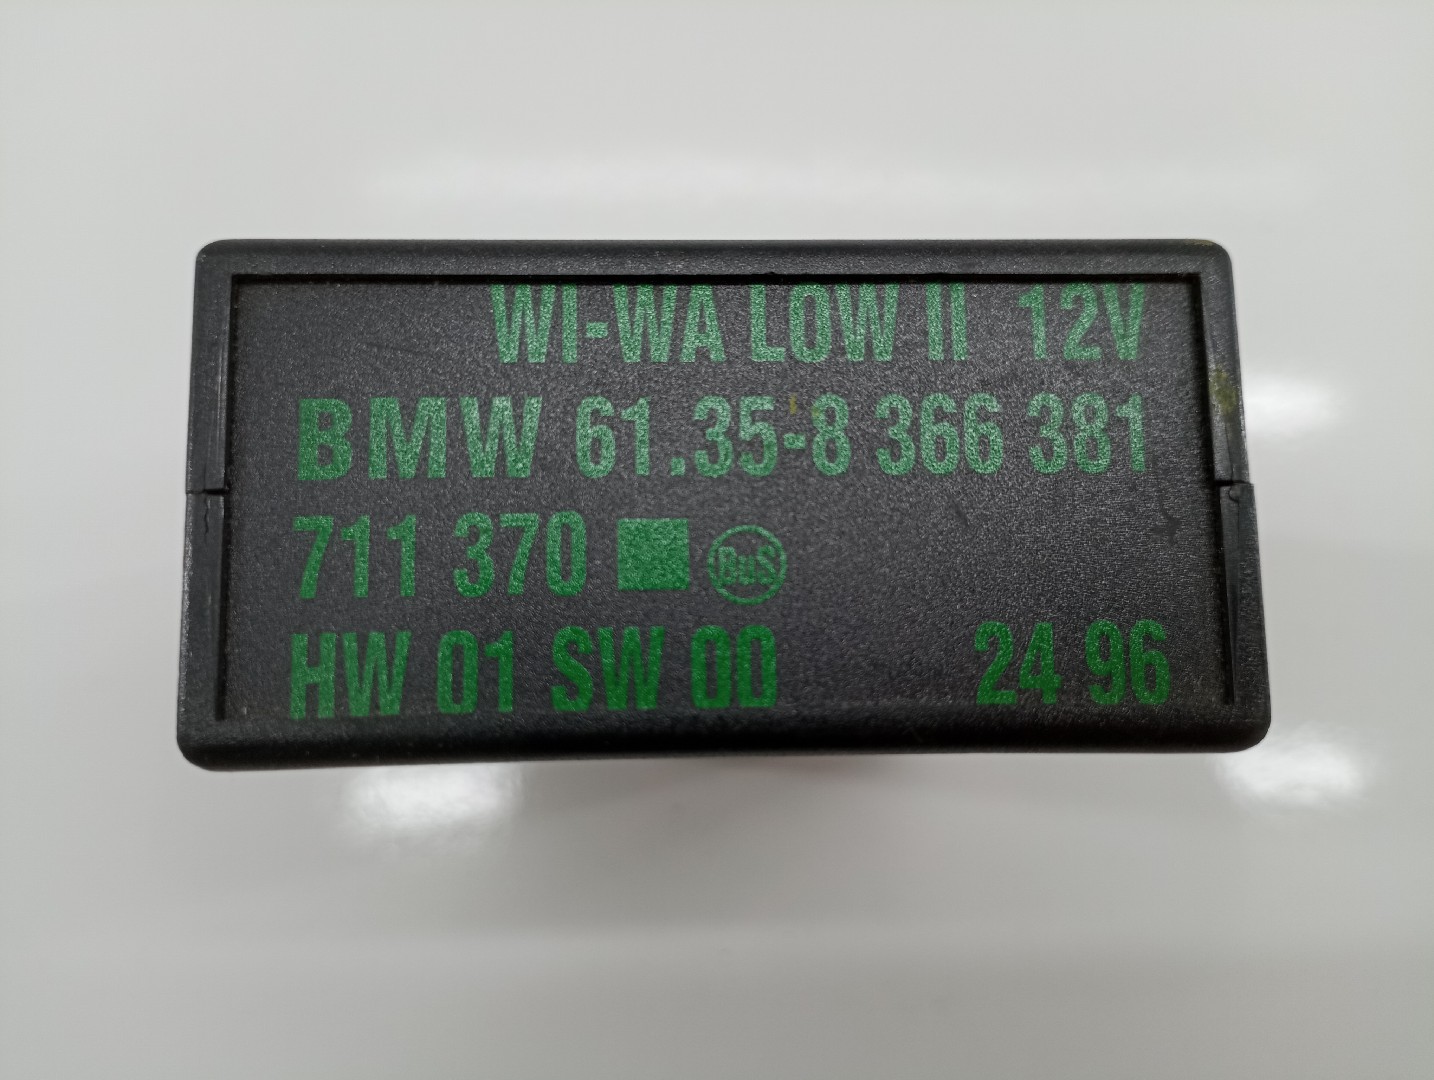 WI-WA LOW II 12V
BMW 61.35-8 366 381
711 370 BuS
HW 01 SW 00 24 96